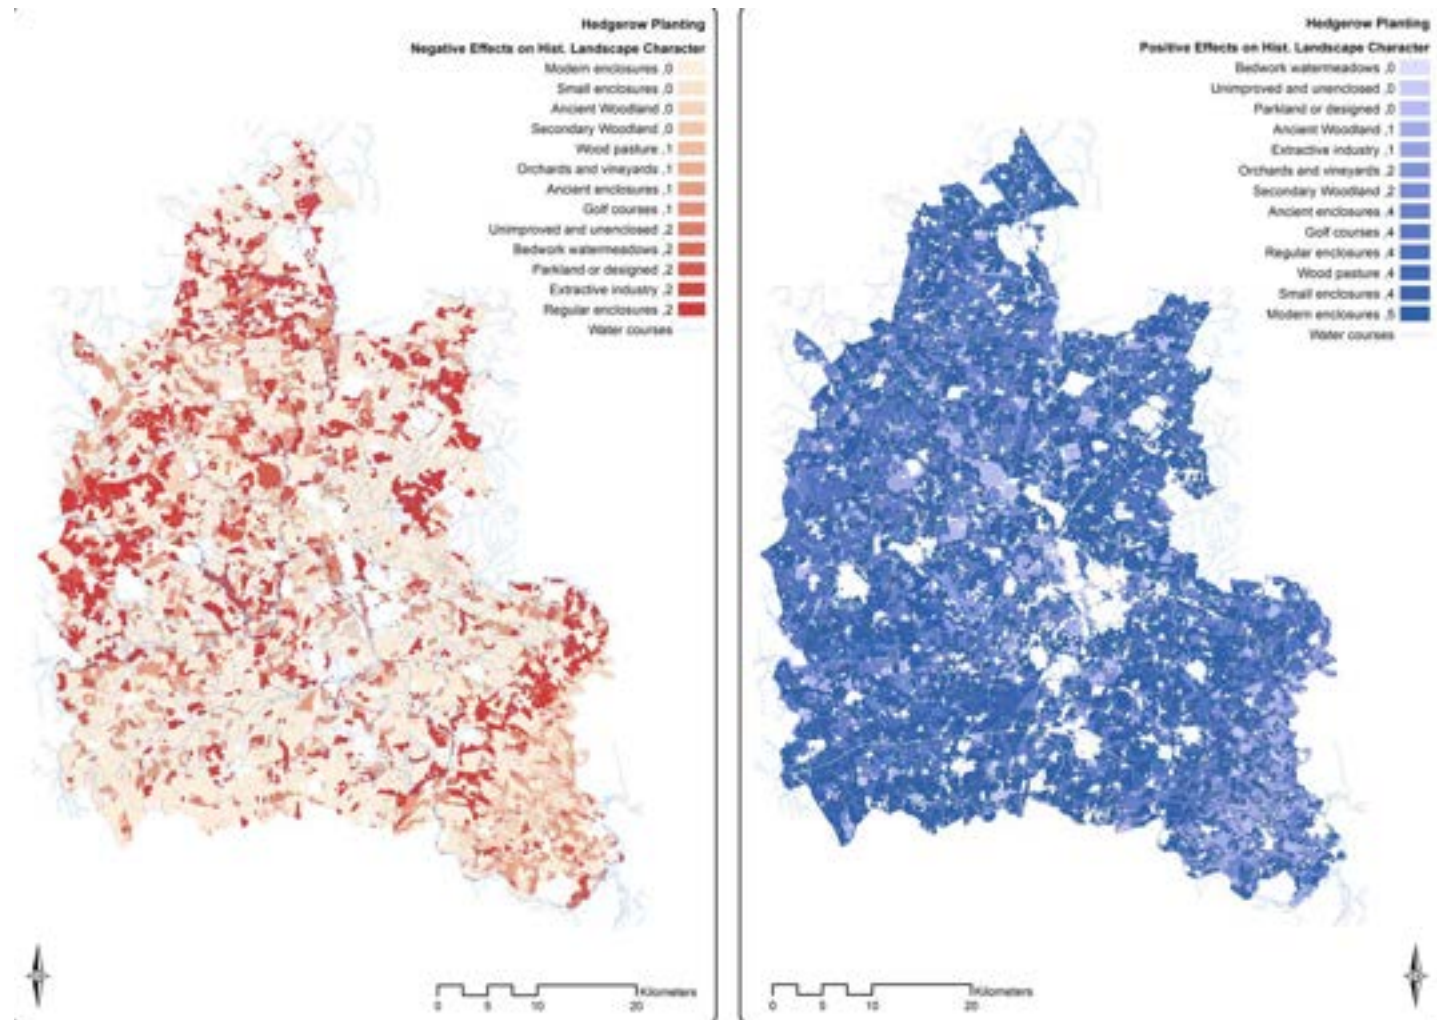 Hedgerow Planting
Negative Effects on Hist. Landscape Character
Modern enclosures ,0
Small enclosures ,0
Ancient Woodland ,0
Secondary Woodland ,0
Wood pasture ,1
Orchards and vineyards ,1
Ancient enclosures ,1
Golf courses ,1
Unimproved and unenclosed ,2
Bedwork watermeadows ,2
Parkland or designed ,2
Extractive industry ,2
Regular enclosures ,2
Water courses
Kilometers
0 5 10 20
Hedgerow Planting
Positive Effects on Hist. Landscape Character
Bedwork watermeadows ,0
Unimproved and unenclosed ,0
Parkland or designed ,0
Ancient Woodland ,1
Extractive industry ,1
Orchards and vineyards ,2
Secondary Woodland ,2
Ancient enclosures ,4
Golf courses ,4
Regular enclosures ,4
Wood pasture ,4
Small enclosures ,4
Modern enclosures ,5
Water courses
Kilometers
0 5 10 20